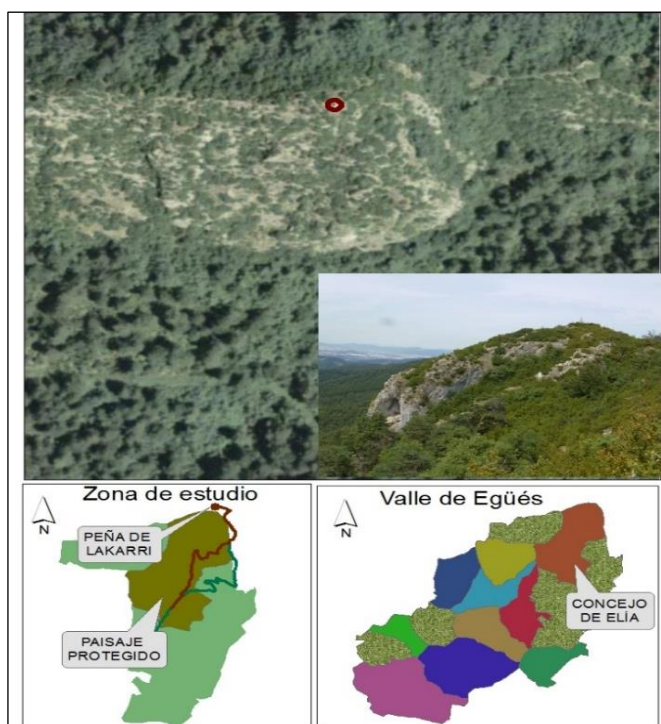 Zona de estudio
N
PEÑA DE
LAKARRI
PAISAJE
PROTEGIDO
Valle de Egüés
N
CONCEJO
DE ELÍA